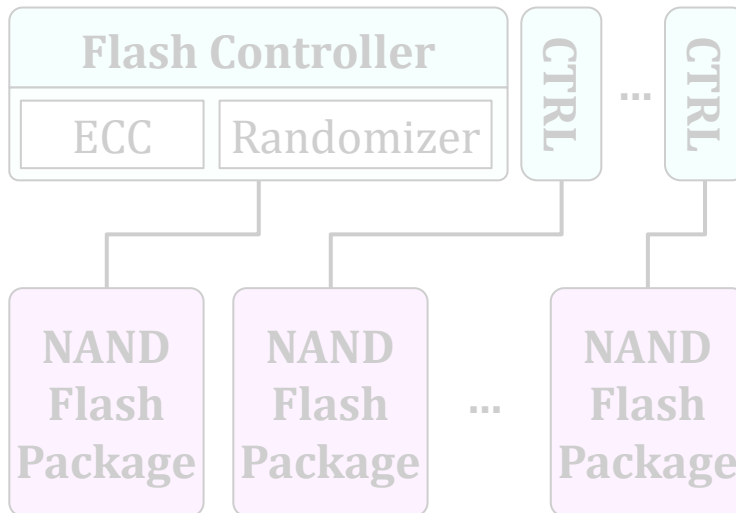 Flash Controller
CTRL
...
CTRL
ECC
Randomizer
NAND
Flash
Package
NAND
Flash
Package
...
NAND
Flash
Package